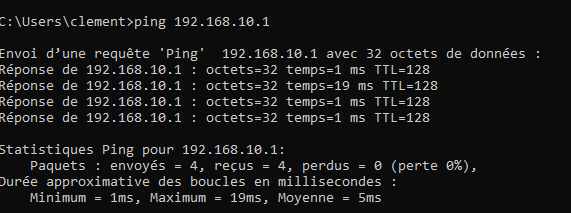 C:\Users\clement>ping 192.168.10.1
Envoi d’une requête 'Ping'  192.168.10.1 avec 32 octets de données :
Réponse de 192.168.10.1 : octets=32 temps=1 ms TTL=128
Réponse de 192.168.10.1 : octets=32 temps=19 ms TTL=128
Réponse de 192.168.10.1 : octets=32 temps=1 ms TTL=128
Réponse de 192.168.10.1 : octets=32 temps=1 ms TTL=128
Statistiques Ping pour 192.168.10.1:
    Paquets : envoyés = 4, reçus = 4, perdus = 0 (perte 0%),
Durée approximative des boucles en millisecondes :
    Minimum = 1ms, Maximum = 19ms, Moyenne = 5ms